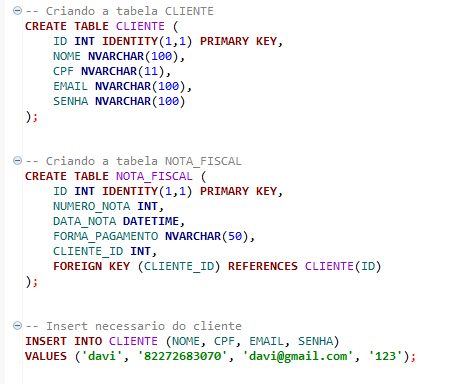 -- Criando a tabela CLIENTE
CREATE TABLE CLIENTE (
    ID INT IDENTITY(1,1) PRIMARY KEY,
    NOME NVARCHAR(100),
    CPF NVARCHAR(11),
    EMAIL NVARCHAR(100),
    SENHA NVARCHAR(100)
);
-- Criando a tabela NOTA_FISCAL
CREATE TABLE NOTA_FISCAL (
    ID INT IDENTITY(1,1) PRIMARY KEY,
    NUMERO_NOTA INT,
    DATA_NOTA DATETIME,
    FORMA_PAGAMENTO NVARCHAR(50),
    CLIENTE_ID INT,
    FOREIGN KEY (CLIENTE_ID) REFERENCES CLIENTE(ID)
);
-- Insert necessario do cliente
INSERT INTO CLIENTE (NOME, CPF, EMAIL, SENHA)
VALUES ('davi', '82272683070', 'davi@gmail.com', '123');